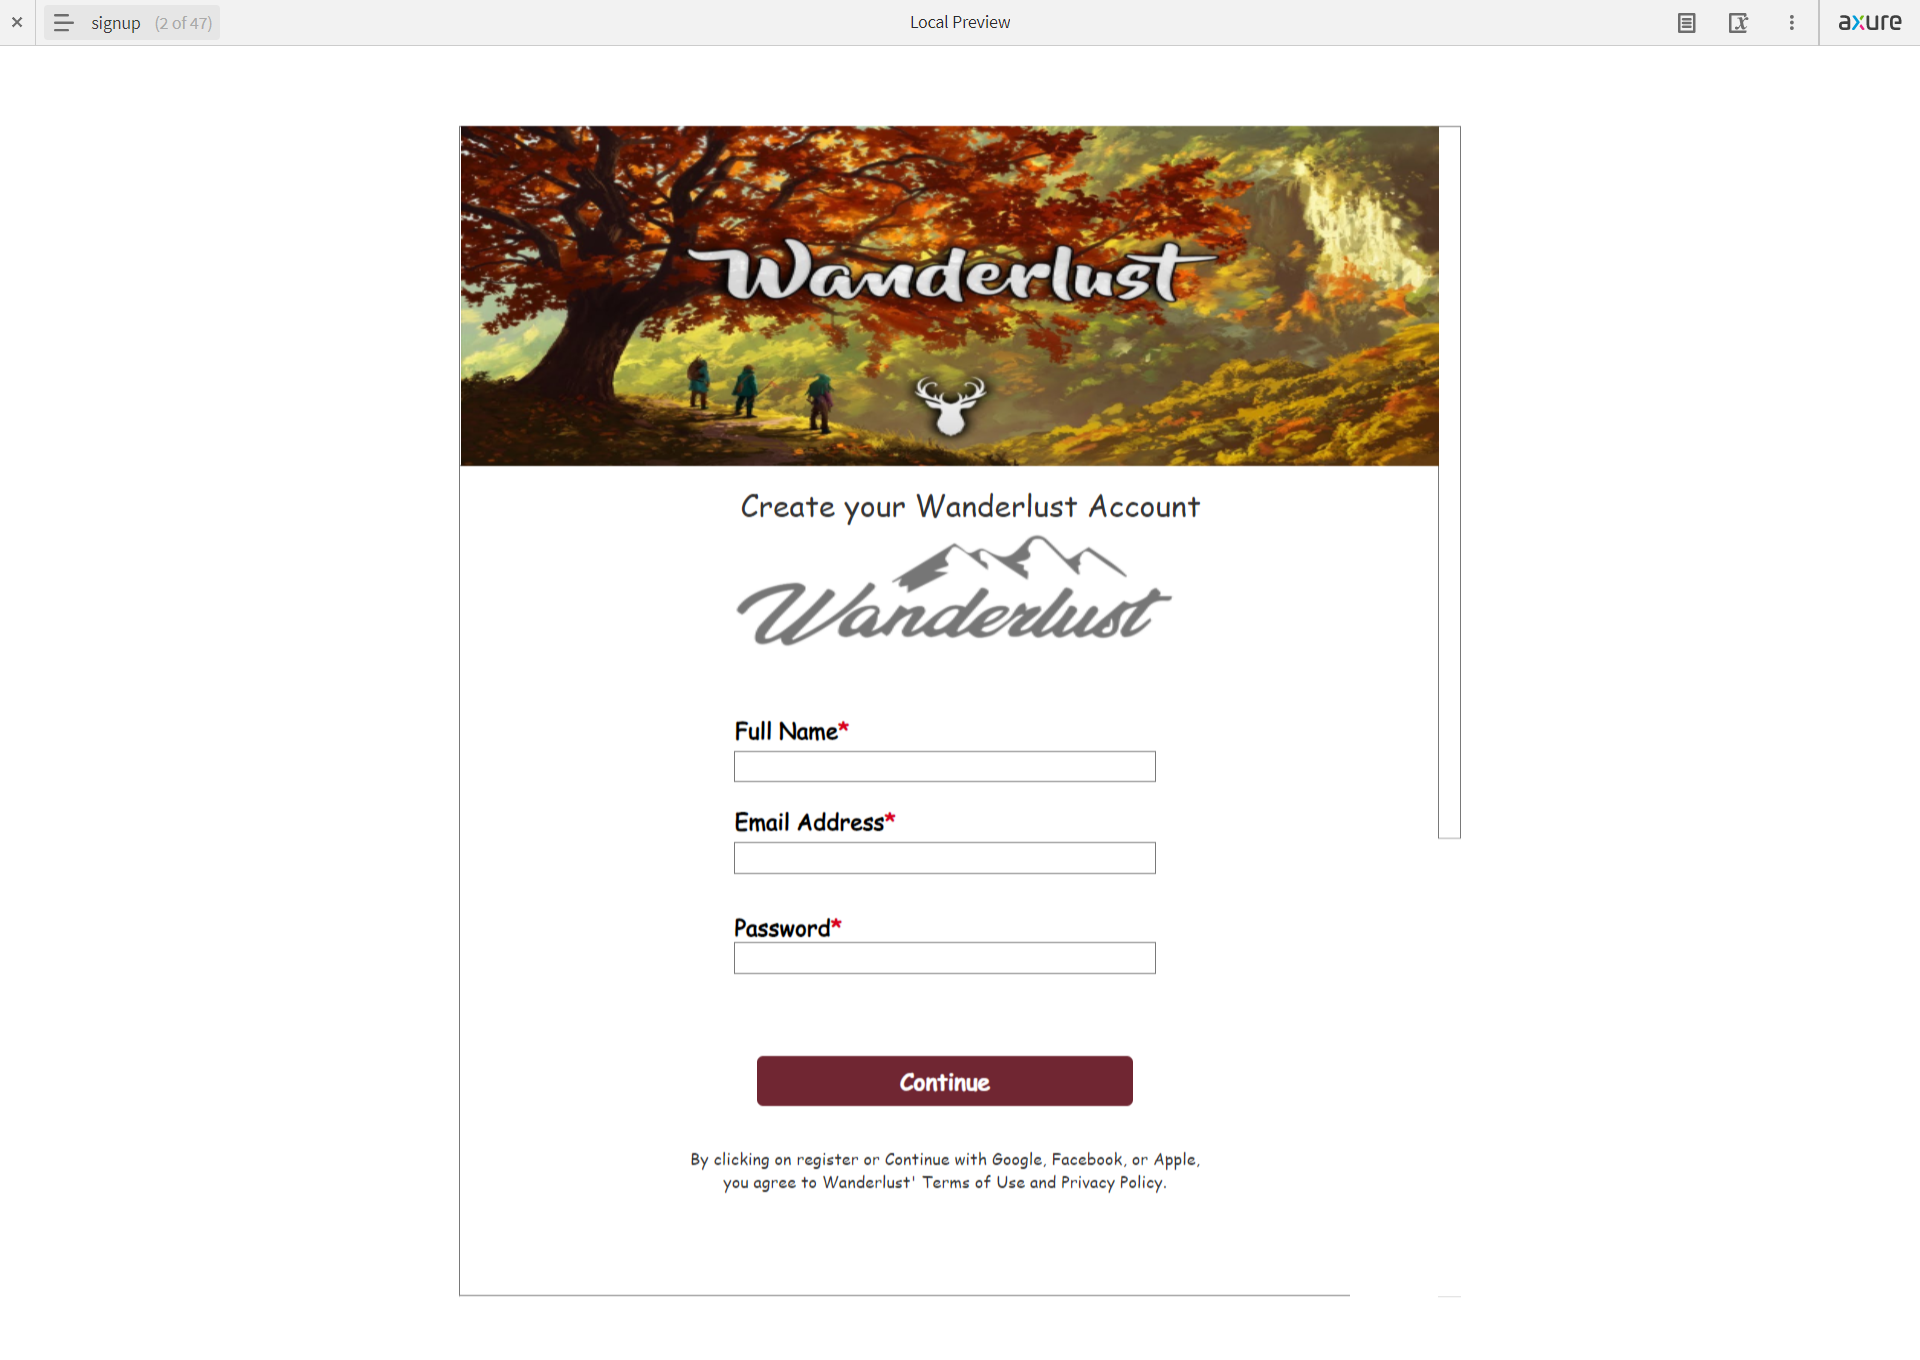 signup (2 of 47)
Local Preview
axure
Wanderlust
Create your Wanderlust Account
Wanderlust
Full Name*
Email Address*
Password*
Continue
By clicking on register or Continue with Google, Facebook, or Apple,
you agree to Wanderlust' Terms of Use and Privacy Policy.